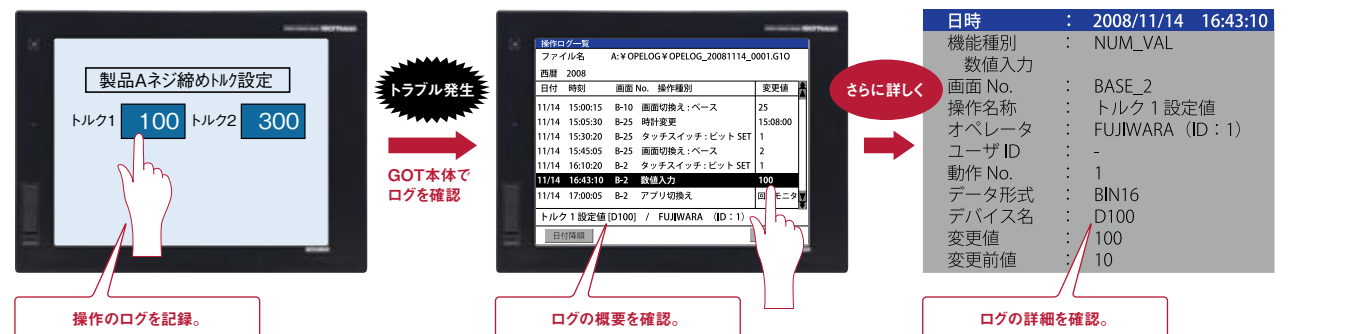 製品Aネジ締めトルク設定
トルク1 100 トルク2 300
操作のログを記録。
トラブル発生
GOT本体で
ログを確認
操作ログ一覧
ファイル名 A:¥OPELOG¥OPELOG_20081114_0001.G1O
西暦 2008
日付 時刻 画面 No. 操作種別 変更値
11/14 15:00:15 B-10 画面切換え:ベース 25
11/14 15:05:30 B-25 時計変更 15:08:00
11/14 15:30:20 B-25 タッチスイッチ:ビット SET 1
11/14 15:45:05 B-25 画面切換え:ベース 2
11/14 16:10:20 B-2 タッチスイッチ:ビット SET 1
11/14 16:43:10 B-2 数値入力 100
11/14 17:00:05 B-2 アプリ切換え 回 モニタ
トルク 1 設定値 [D100] / FUJIWARA (ID:1)
日付降順
ログの概要を確認。
さらに詳しく
日時 : 2008/11/14 16:43:10
機能種別 : NUM_VAL
数値入力
画面 No. : BASE_2
操作名称 : トルク 1 設定値
オペレータ : FUJIWARA (ID:1)
ユーザ ID : -
動作 No. : 1
データ形式 : BIN16
デバイス名 : D100
変更値 : 100
変更前値 : 10
ログの詳細を確認。